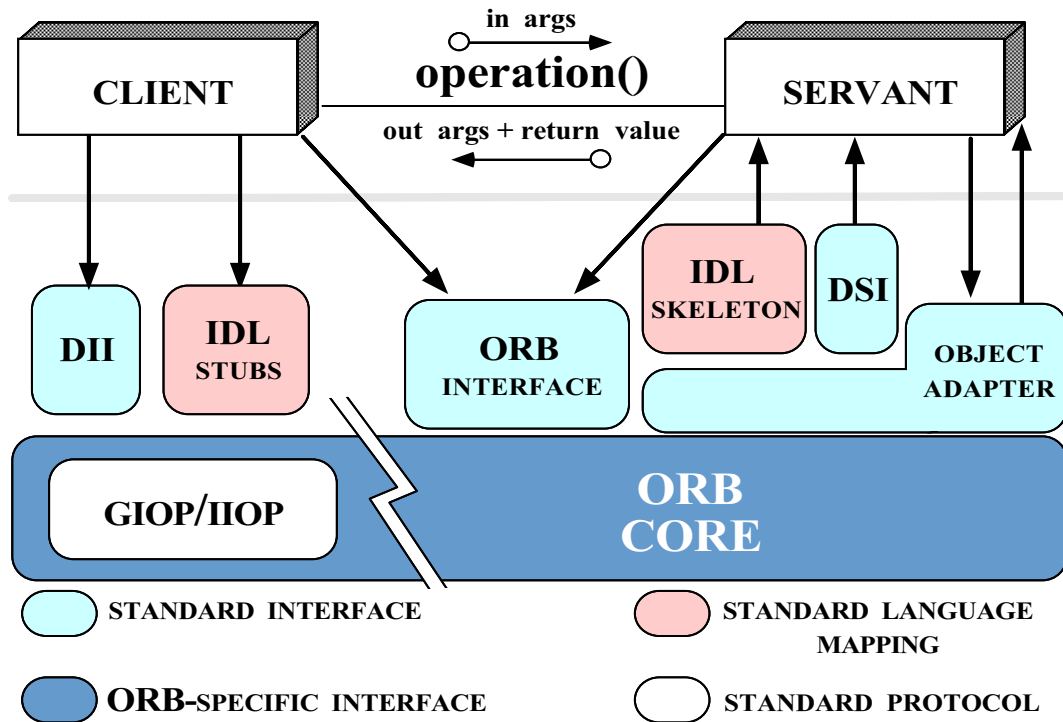 in args
operation()
out args + return value
CLIENT
SERVANT
DII
IDL
STUBS
ORB
INTERFACE
IDL
SKELETON
DSI
OBJECT
ADAPTER
GIOP/IIOP
ORB
CORE
STANDARD INTERFACE
STANDARD LANGUAGE
MAPPING
ORB-SPECIFIC INTERFACE
STANDARD PROTOCOL